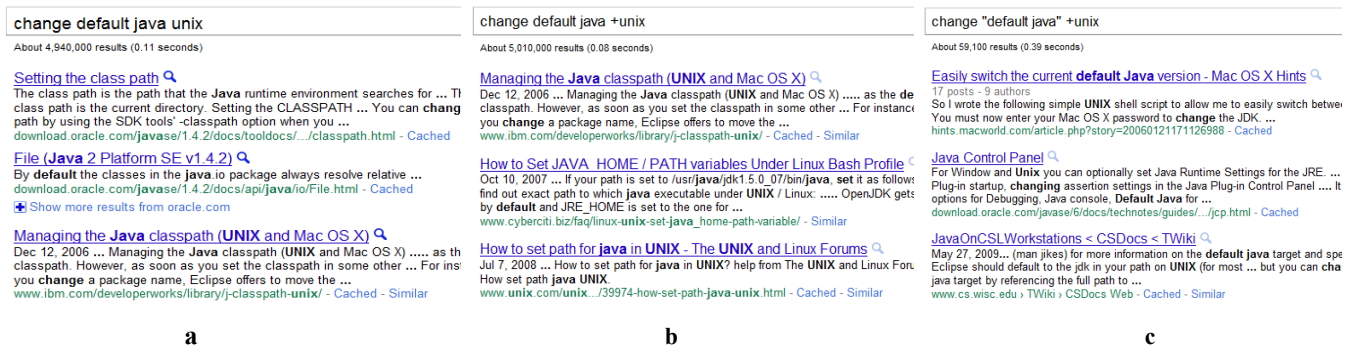 change default java unix
About 4,940,000 results (0.11 seconds)
Setting the class path
The class path is the path that the Java runtime environment searches for ... Th
class path is the current directory. Setting the CLASSPATH ... You can chang
path by using the SDK tools' -classpath option when you ...
download.oracle.com/javase/1.4.2/docs/tooldocs/.../classpath.html - Cached
File (Java 2 Platform SE v1.4.2)
By default the classes in the java.io package always resolve relative ...
download.oracle.com/javase/1.4.2/docs/api/java/io/File.html - Cached
Show more results from oracle.com
Managing the Java classpath (UNIX and Mac OS X)
Dec 12, 2006 ... Managing the Java classpath (UNIX and Mac OS X) ..... as th
classpath. However, as soon as you set the classpath in some other ... For inst
you change a package name, Eclipse offers to move the ...
www.ibm.com/developerworks/library/j-classpath-unix/ - Cached - Similar
a
change default java +unix
About 5,010,000 results (0.08 seconds)
Managing the Java classpath (UNIX and Mac OS X)
Dec 12, 2006 ... Managing the Java classpath (UNIX and Mac OS X) ..... as the de
classpath. However, as soon as you set the classpath in some other ... For instance
you change a package name, Eclipse offers to move the ...
www.ibm.com/developerworks/library/j-classpath-unix/ - Cached - Similar
How to Set JAVA_HOME / PATH variables Under Linux Bash Profile
Oct 10, 2007 ... If your path is set to /usr/java/jdk1.5.0_07/bin/java, set it as follows
find out exact path to which java executable under UNIX / Linux: ..... OpenJDK gets
by default and JRE_HOME is set to the one for ...
www.cyberciti.biz/faq/linux-unix-set-java_home-path-variable/ - Similar
How to set path for java in UNIX - The UNIX and Linux Forums
Jul 7, 2008 ... How to set path for java in UNIX? help from The UNIX and Linux Foru
How set path java UNIX.
www.unix.com/unix.../39974-how-set-path-java-unix.html - Cached - Similar
b
change "default java" +unix
About 59,100 results (0.39 seconds)
Easily switch the current default Java version - Mac OS X Hints
17 posts - 9 authors
So I wrote the following simple UNIX shell script to allow me to easily switch betwee
You must now enter your Mac OS X password to change the JDK. ...
hints.macworld.com/article.php?story=20060121171126988 - Cached
Java Control Panel
For Window and Unix you can optionally set Java Runtime Settings for the JRE. ...
Plug-in startup, changing assertion settings in the Java Plug-in Control Panel .... It
options for Debugging, Java console, Default Java for ...
download.oracle.com/javase/6/docs/technotes/guides/.../jcp.html - Cached
JavaOnCSLWorkstations < CSDocs < TWiki
May 27, 2009... (man jikes) for more information on the default java target and spe
Eclipse should default to the jdk in your path on UNIX (for most ... but you can cha
java target by referencing the full path to ...
www.cs.wisc.edu › TWiki › CSDocs Web - Cached - Similar
c